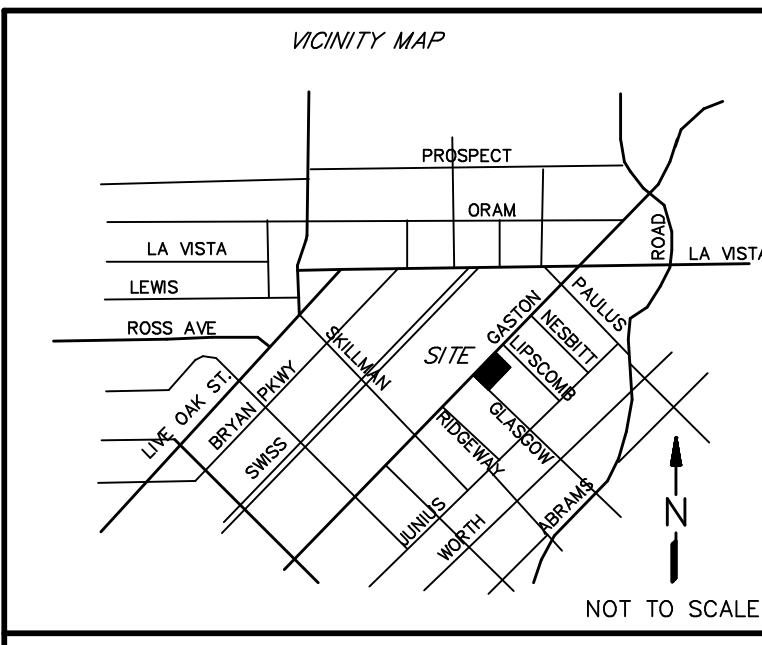 VICINITY MAP
PROSPECT
ORAM
ROAD
LA VISTA
LA VISTA
LEWIS
ROSS AVE
GASTON
PAULUS
NESBITT
SKILLMAN
SITE
LIPSCOMB
LIVE OAK ST.
BRYAN PKWY
GLASGOW
SWISS
RIDGEWAY
ABRAMS
JUNIUS
WORTH
N
NOT TO SCALE